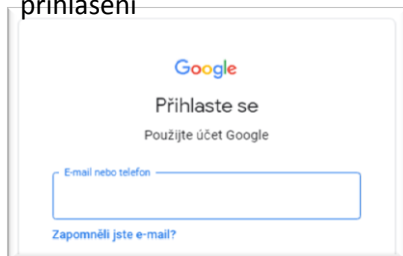 přihlášení
Google
Přihlaste se
Použijte účet Google
E-mail nebo telefon
Zapomněli jste e-mail?